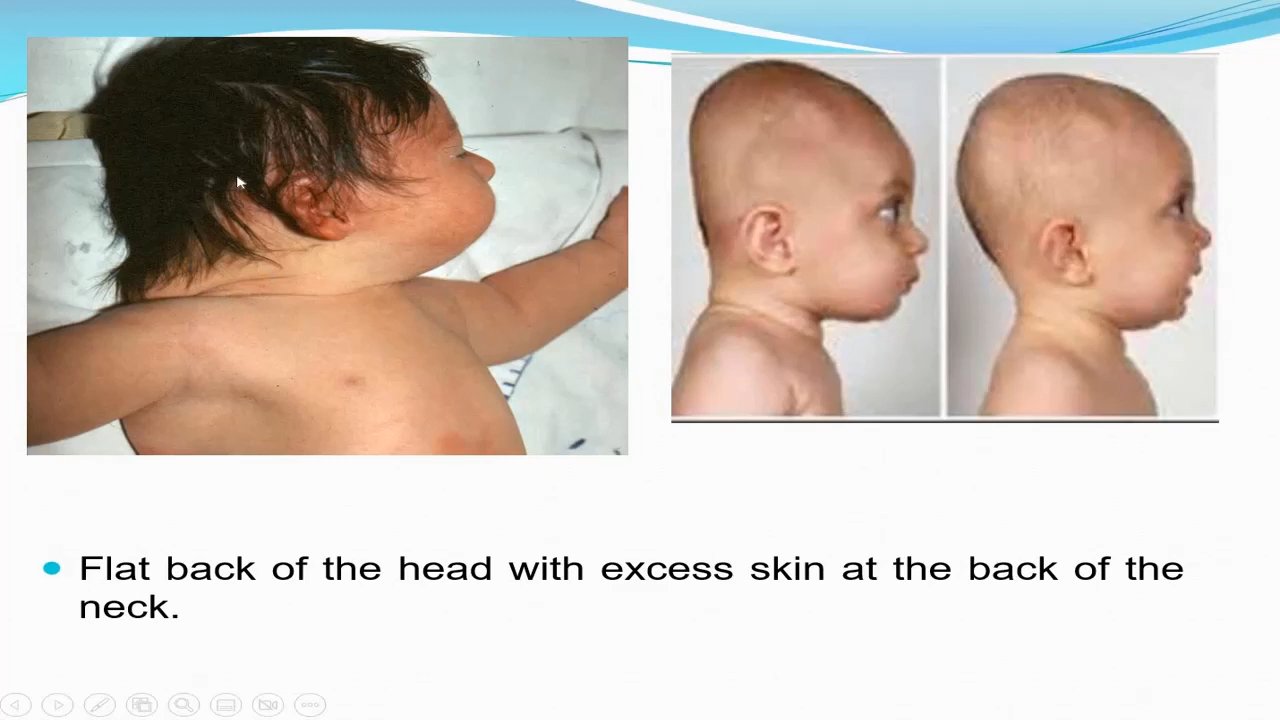 Flat back of the head with excess skin at the back of the
neck.